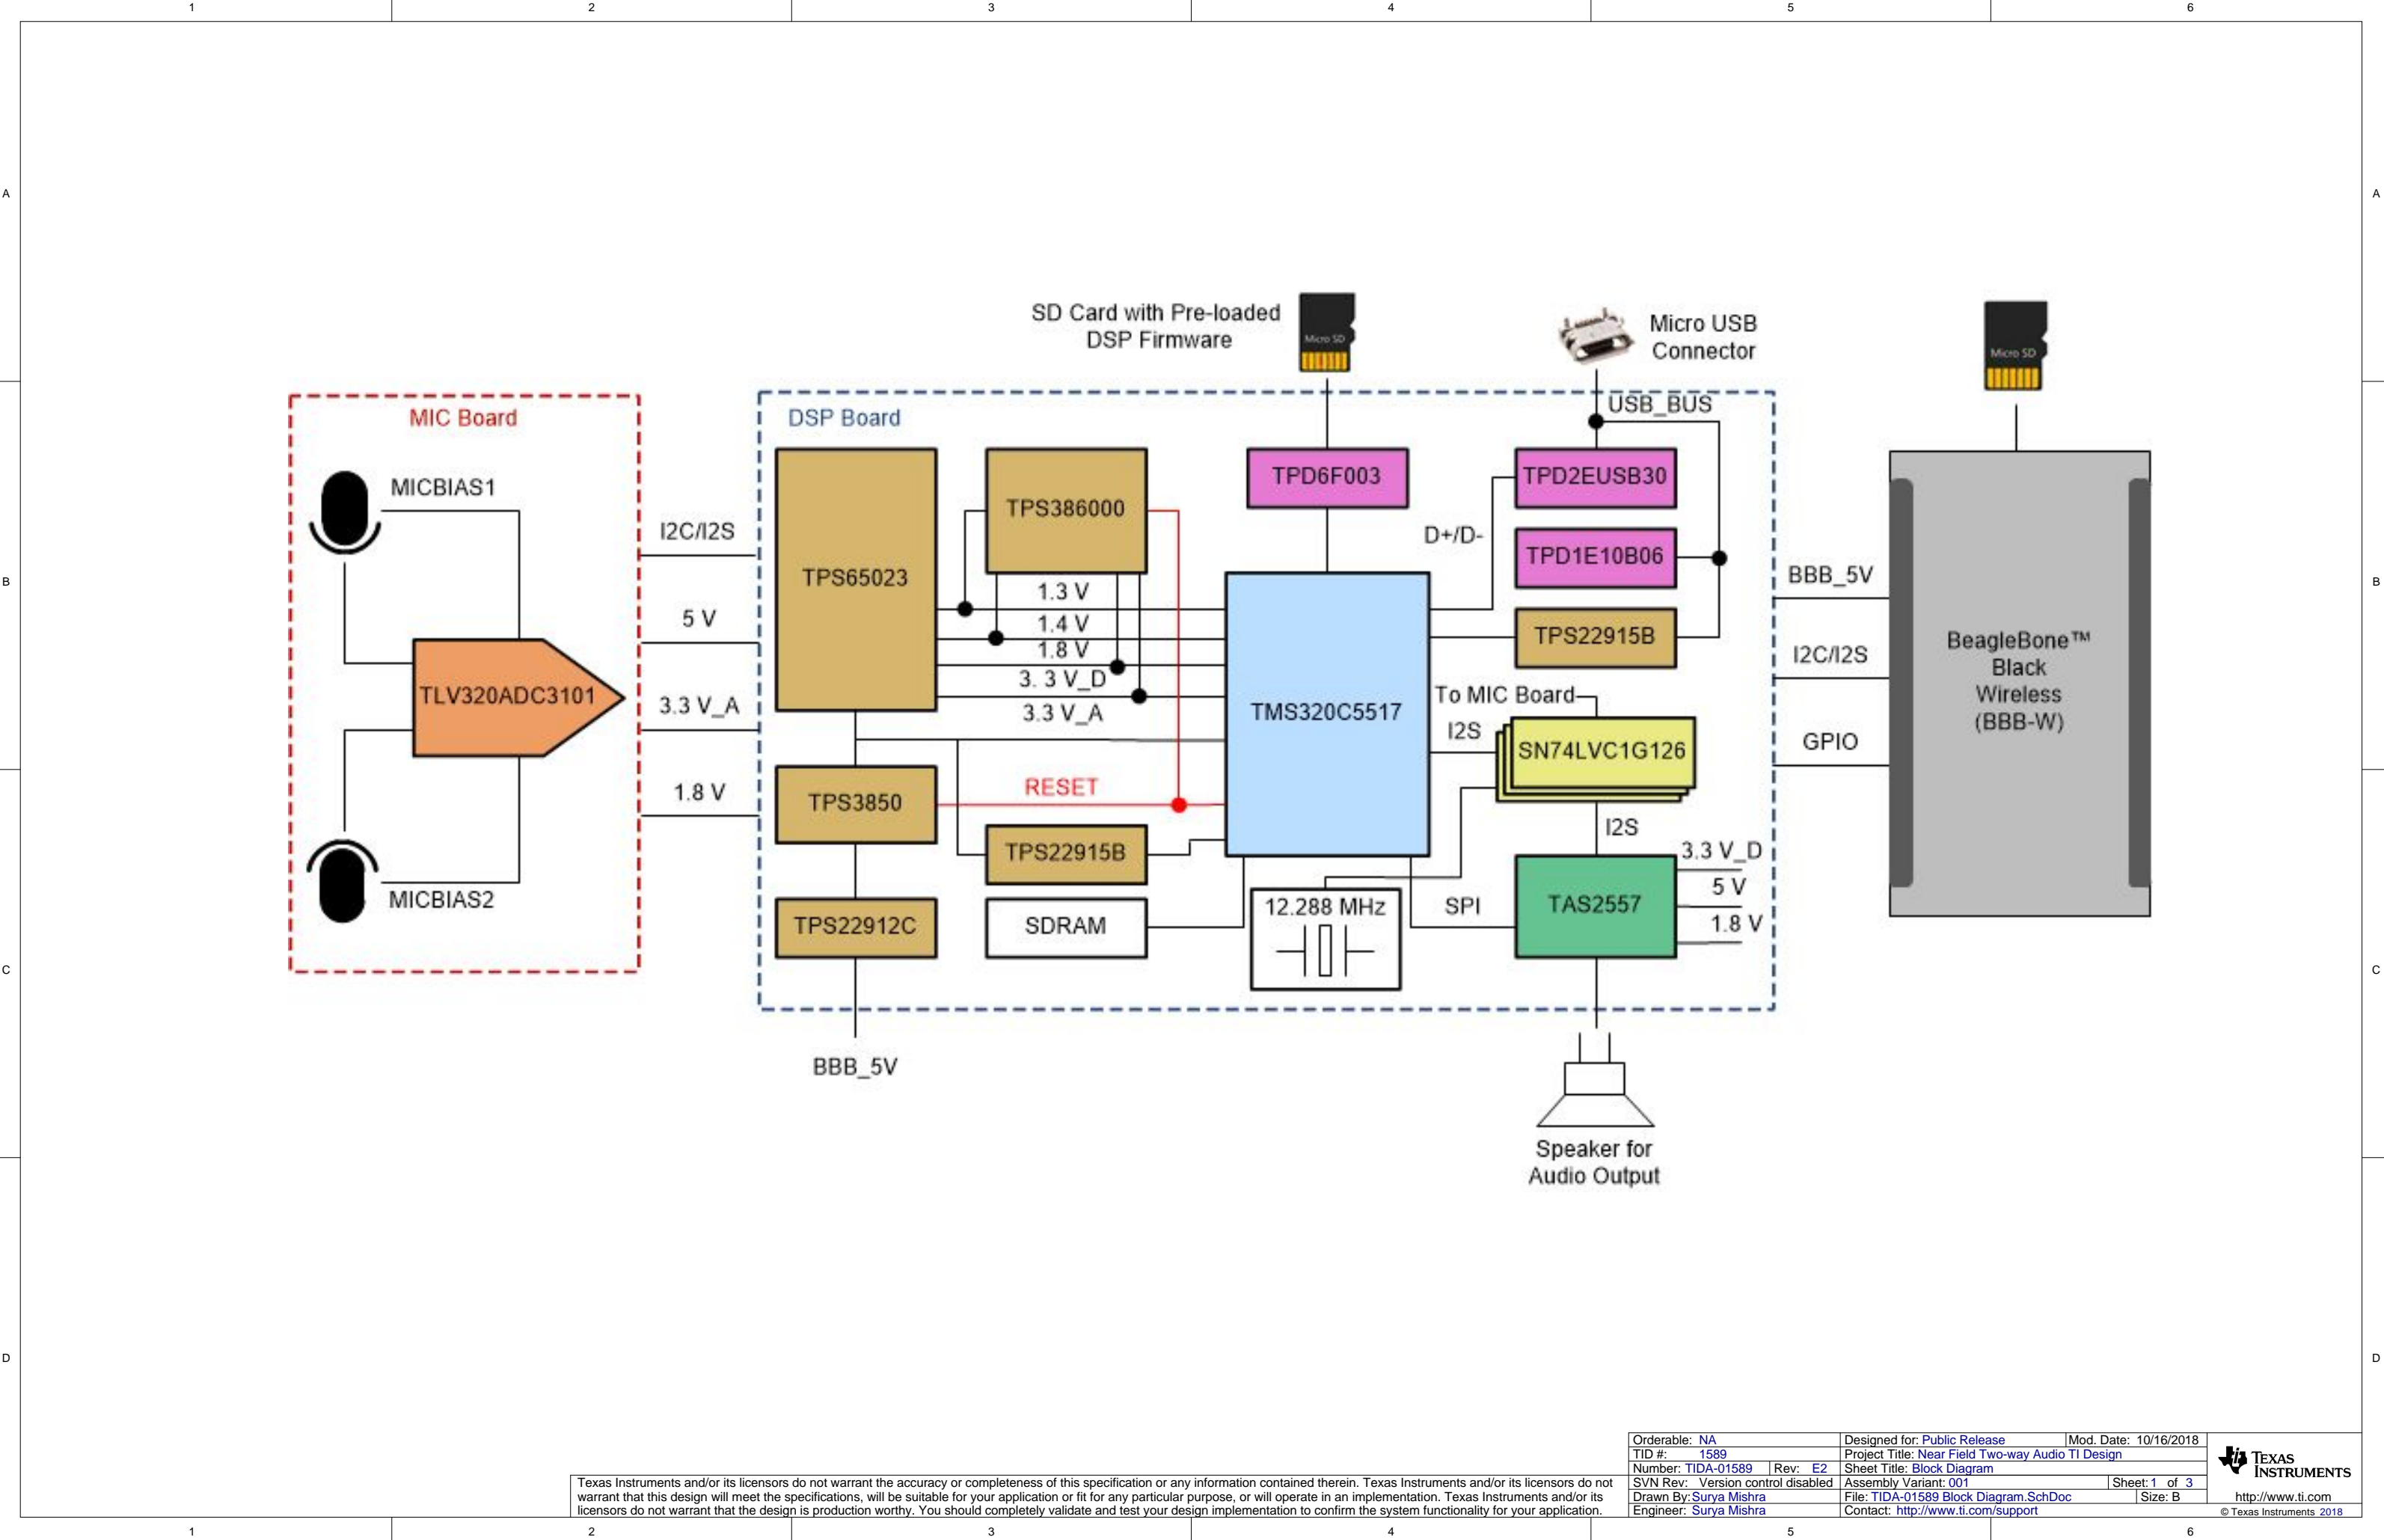 1 2 3 4 5 6
A A
SD Card with Pre-loaded
DSP Firmware
Micro SD
Micro USB
Connector
Micro SD
MIC Board
DSP Board
USB_BUS
MICBIAS1
TPS386000
TPD6F003
TPD2EUSB30
I2C/I2S
D+/D-
TPD1E10B06
B B
TPS65023
1.3 V
BBB_5V
5 V
1.4 V
TPS22915B
BeagleBone™
Black
Wireless
(BBB-W)
1.8 V
I2C/I2S
3. 3 V_D
TLV320ADC3101
To MIC Board
3.3 V_A
3.3 V_A
TMS320C5517
I2S
SN74LVC1G126
GPIO
1.8 V
RESET
TPS3850
I2S
TPS22915B
3.3 V_D
5 V
1.8 V
MICBIAS2
TPS22912C
SDRAM
12.288 MHz
SPI
TAS2557
C C
BBB_5V
Speaker for
Audio Output
D D
Texas Instruments and/or its licensors do not warrant the accuracy or completeness of this specification or any information contained therein. Texas Instruments and/or its licensors do not
warrant that this design will meet the specifications, will be suitable for your application or fit for any particular purpose, or will operate in an implementation. Texas Instruments and/or its
licensors do not warrant that the design is production worthy. You should completely validate and test your design implementation to confirm the system functionality for your application.
Orderable: NA Designed for: Public Release Mod. Date: 10/16/2018
TID #: 1589 Project Title: Near Field Two-way Audio TI Design
Number: TIDA-01589 Rev: E2 Sheet Title: Block Diagram
SVN Rev: Version control disabled Assembly Variant: 001 Sheet: 1 of 3
Drawn By: Surya Mishra File: TIDA-01589 Block Diagram.SchDoc Size: B
Engineer: Surya Mishra Contact: http://www.ti.com/support
TEXAS
INSTRUMENTS
http://www.ti.com
© Texas Instruments 2018
1 2 3 4 5 6